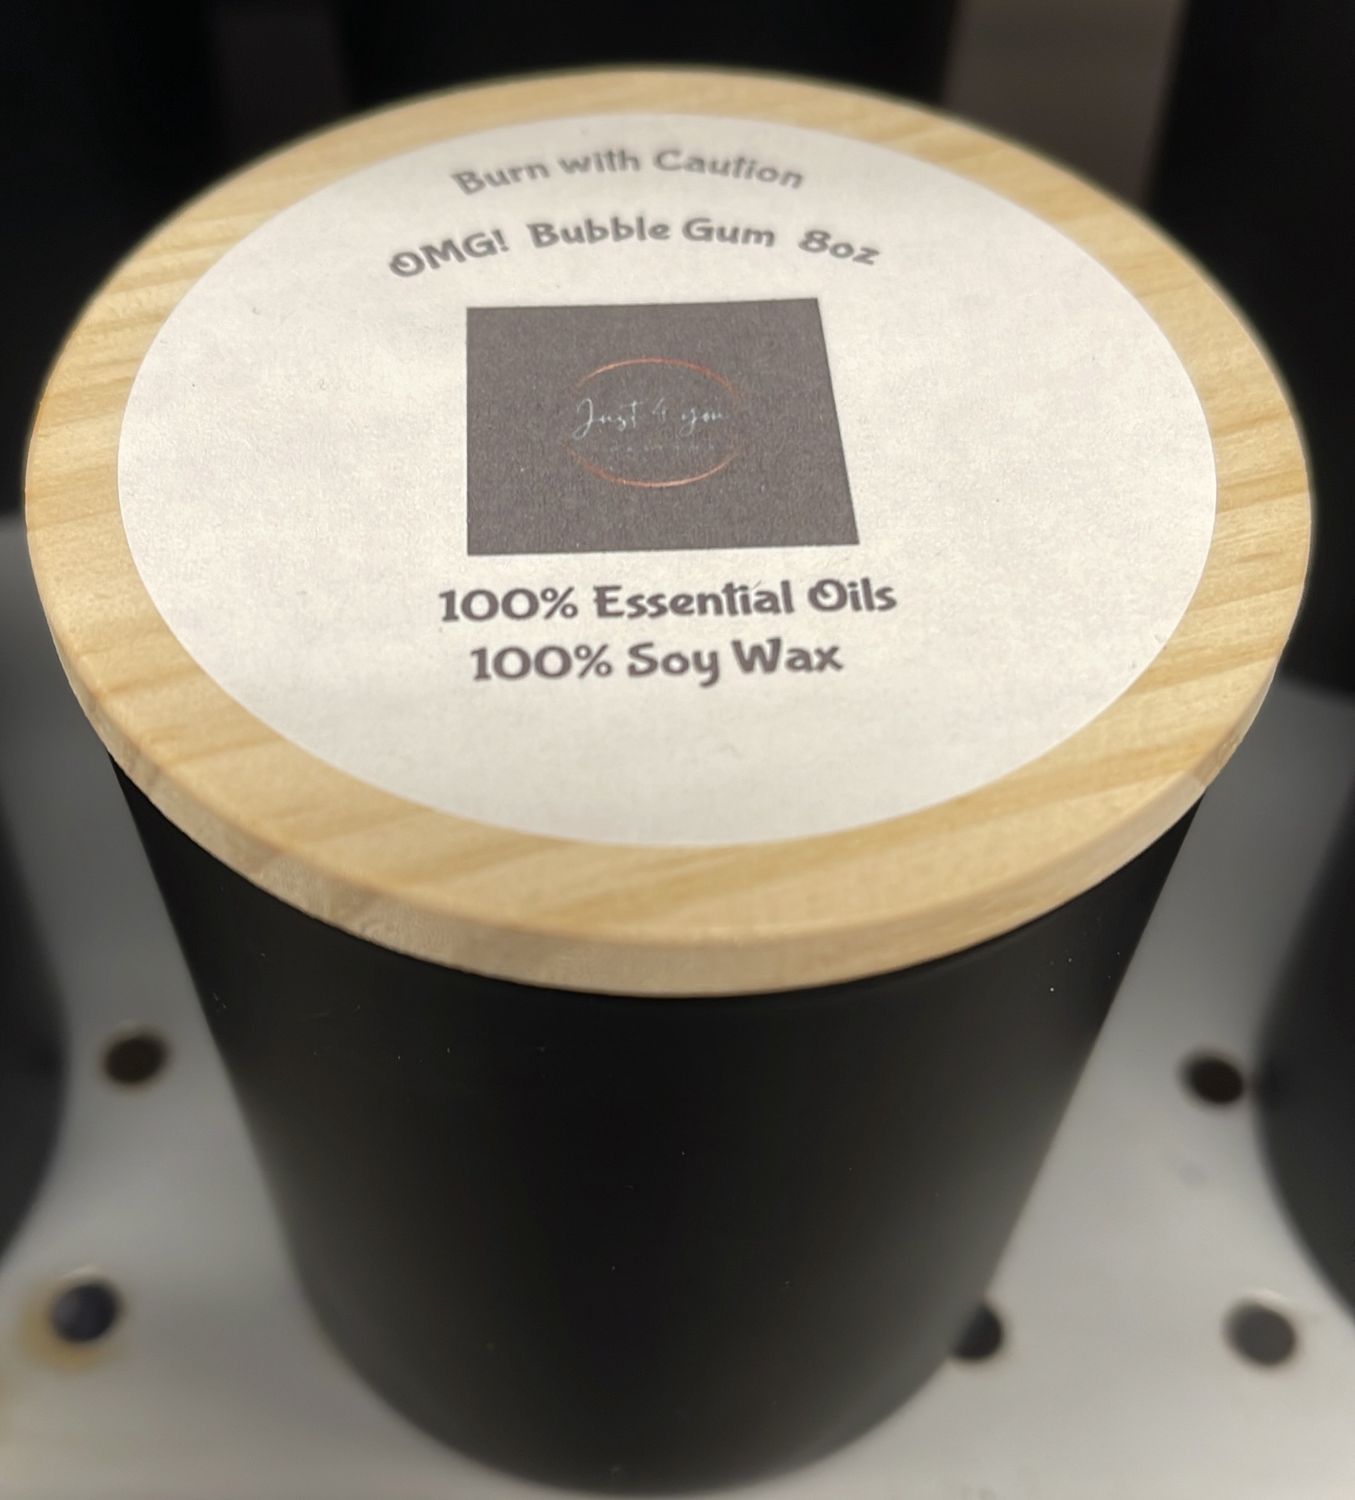 Burn with Caution
OMG! Bubble Gum 8oz
Just 4 you
100% Essential Oils
100% Soy Wax